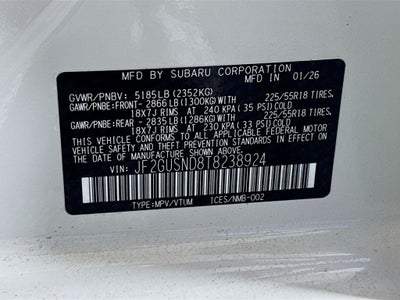 MFD. BY SUBARU CORPORATION IN 01/26
GVWR/PNBV: 5185LB (2352KG)
GAWR/PNBE:FRONT- 2866LB(1300KG)WITH 225/55R18 TIRES.
18X7J RIMS AT 240 KPA ( 35 PSI)COLD
GAWR/PNBE:REAR - 2835LB(1286KG)WITH 225/55R18 TIRES.
18X7J RIMS AT 230 KPA ( 33 PSI)COLD
THIS VEHICLE CONFORMS TO ALL APPLICABLE FEDERAL MOTOR
VEHICLE SAFETY, BUMPER, AND THEFT PREVENTION STANDARDS
IN EFFECT ON THE DATE OF MANUFACTURE SHOWN ABOVE.
VIN: JF2GUSND8T8238924
TYPE:MPV/VTUM ICES/NMB-002